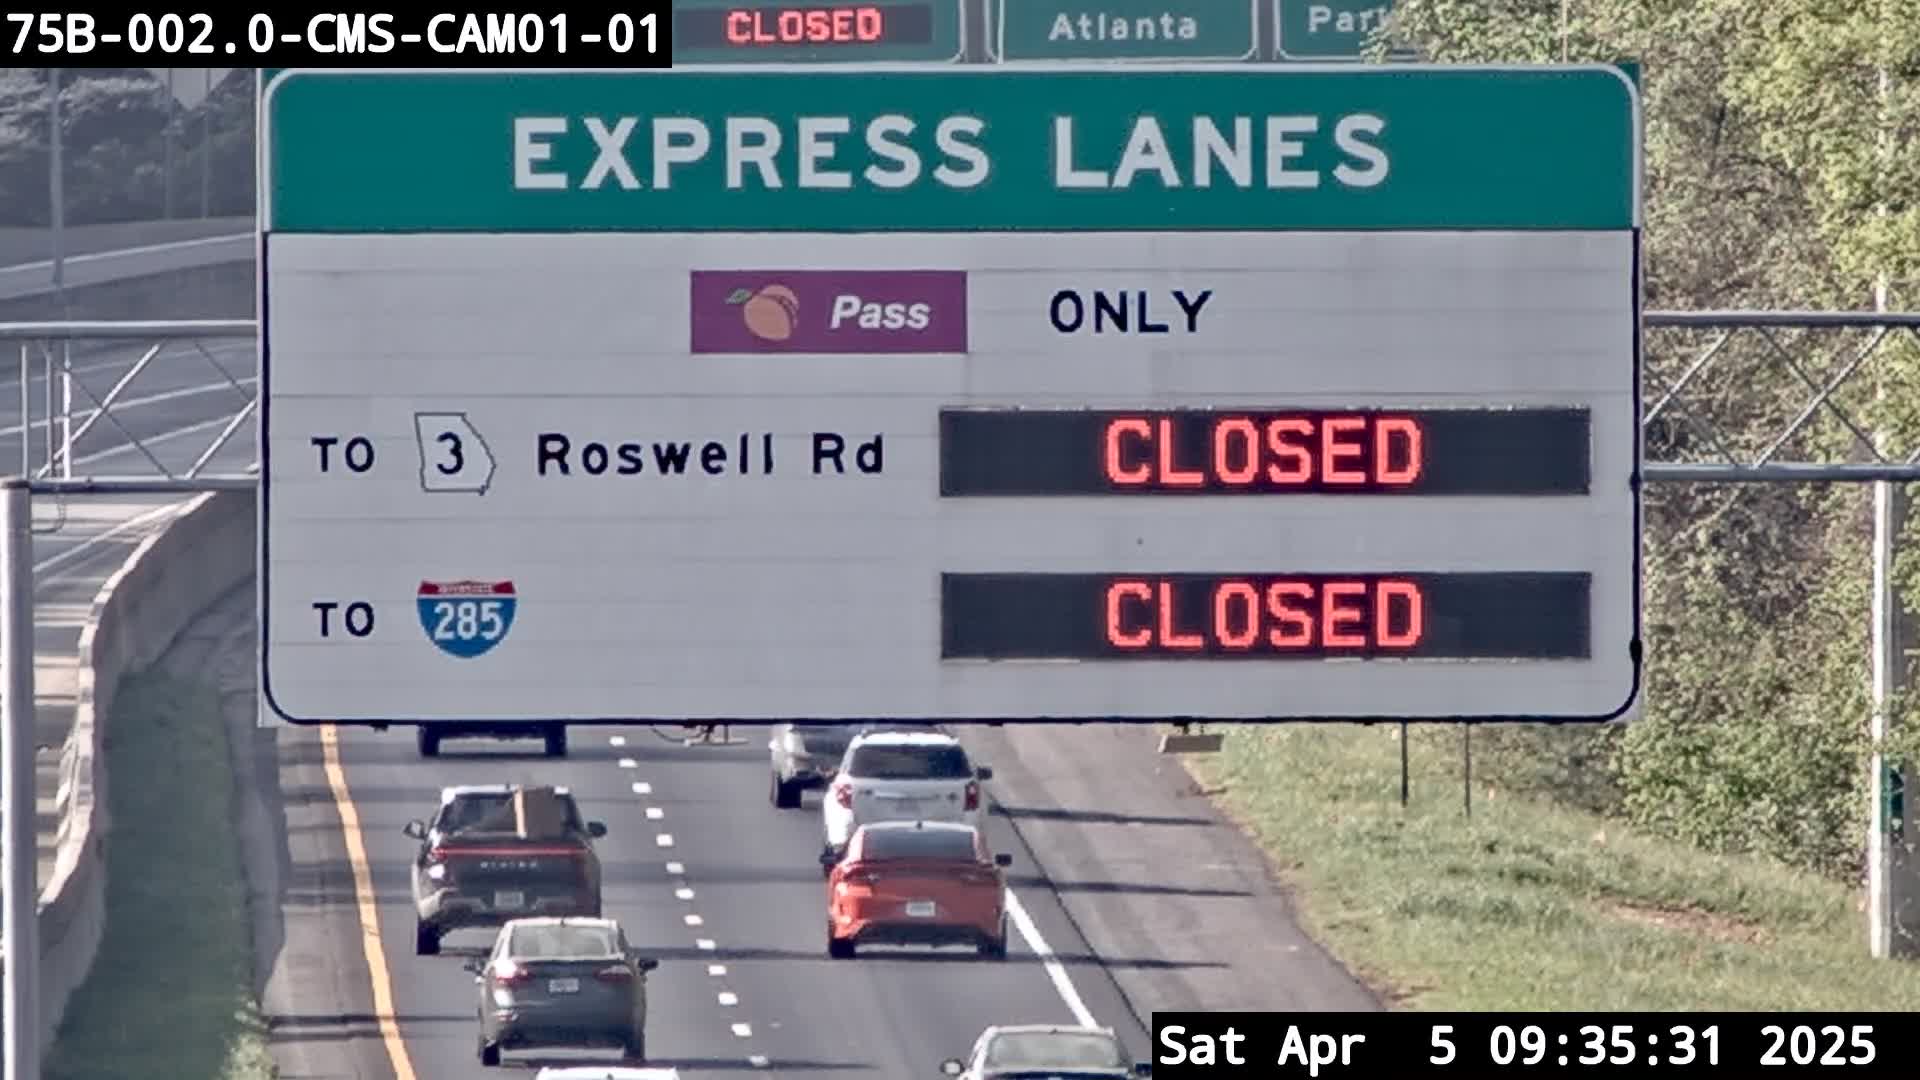 75B-002.0-CMS-CAM01-01
CLOSED
Atlanta
EXPRESS LANES
Pass ONLY
TO 3 Roswell Rd CLOSED
TO 285 CLOSED
Sat Apr 5 09:35:31 2025